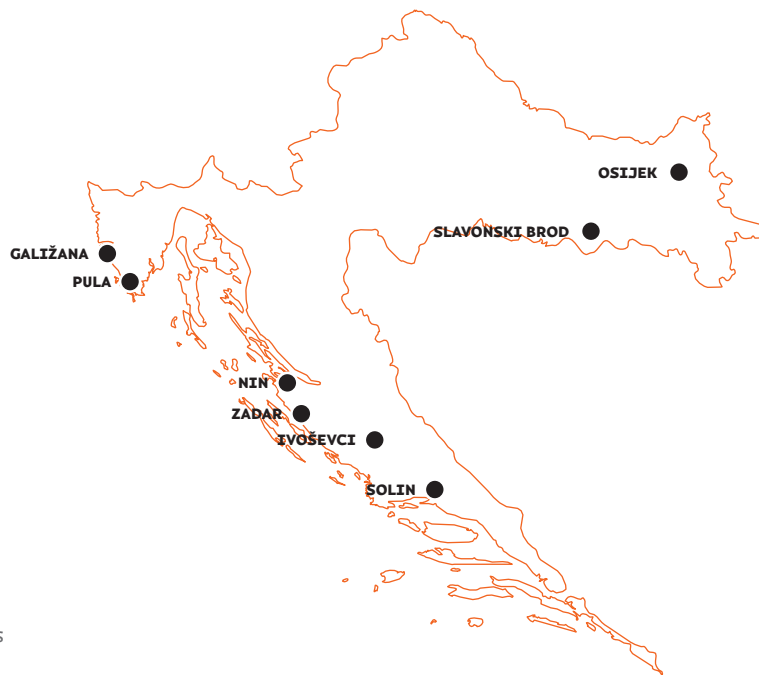 OSIJEK
SLAVONSKI BROD
GALIŽANA
PULA
NIN
ZADAR
IVOŠEVCI
SOLIN
S